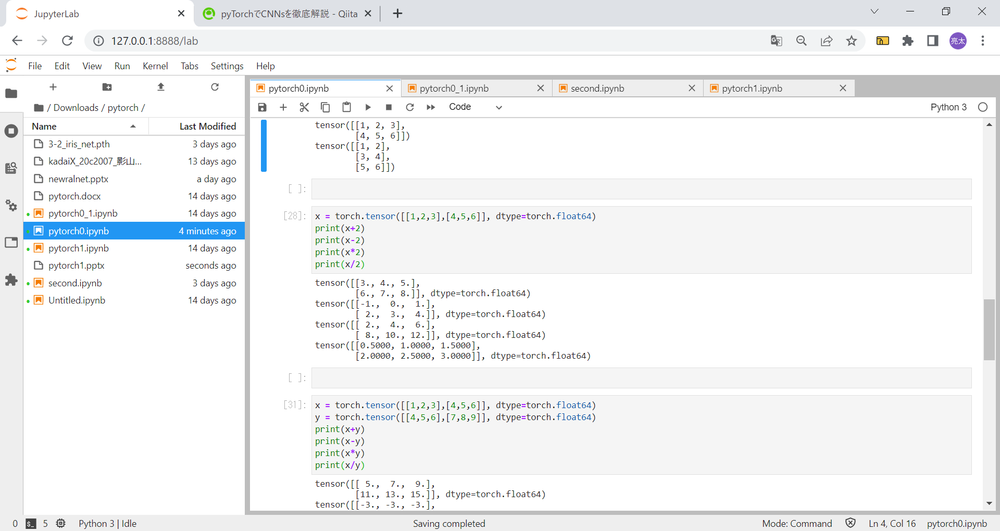 JupyterLab
pyTorchでCNNsを徹底解説 - Qiita
127.0.0.1:8888/lab
亮太
File Edit View Run Kernel Tabs Settings Help
/ Downloads / pytorch /
Name Last Modified
3-2_iris_net.pth 3 days ago
kadaiX_20c2007_影山... 13 days ago
newralnet.pptx a day ago
pytorch.docx 14 days ago
pytorch0_1.ipynb 14 days ago
pytorch0.ipynb 4 minutes ago
pytorch1.ipynb 14 days ago
pytorch1.pptx seconds ago
second.ipynb 3 days ago
Untitled.ipynb 14 days ago
pytorch0.ipynb pytorch0_1.ipynb second.ipynb pytorch1.ipynb
Code Python 3
tensor([[1, 2, 3],
[4, 5, 6]])
tensor([[1, 2],
[3, 4],
[5, 6]])
[ ]:
[28]: x = torch.tensor([[1,2,3],[4,5,6]], dtype=torch.float64)
print(x+2)
print(x-2)
print(x*2)
print(x/2)
tensor([[3., 4., 5.],
[6., 7., 8.]], dtype=torch.float64)
tensor([[-1., 0., 1.],
[ 2., 3., 4.]], dtype=torch.float64)
tensor([[ 2., 4., 6.],
[ 8., 10., 12.]], dtype=torch.float64)
tensor([[0.5000, 1.0000, 1.5000],
[2.0000, 2.5000, 3.0000]], dtype=torch.float64)
[ ]:
[31]: x = torch.tensor([[1,2,3],[4,5,6]], dtype=torch.float64)
y = torch.tensor([[4,5,6],[7,8,9]], dtype=torch.float64)
print(x+y)
print(x-y)
print(x*y)
print(x/y)
tensor([[ 5., 7., 9.],
[11., 13., 15.]], dtype=torch.float64)
tensor([[-3., -3., -3.],
0 $_ 5 Python 3 | Idle Saving completed Mode: Command Ln 4, Col 16 pytorch0.ipynb